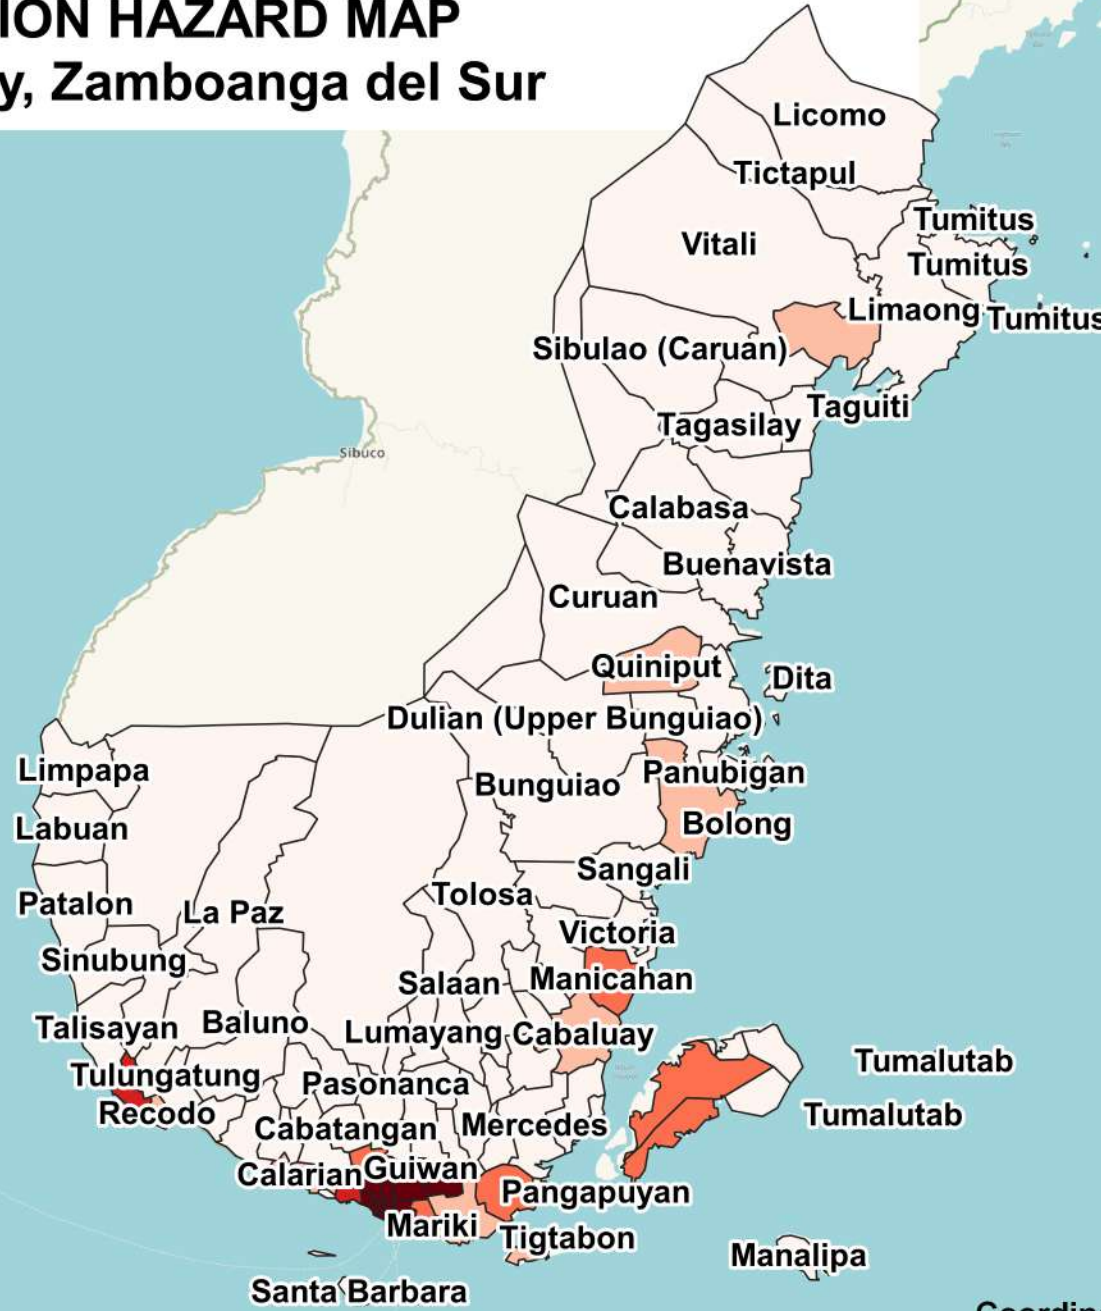 ION HAZARD MAP
y, Zamboanga del Sur
Licomo
Tictapul
Tumitus
Vitali
Tumitus
Limaong
Tumitus
Sibulao (Caruan)
Taguiti
Tagasilay
Sibuco
Calabasa
Buenavista
Curuan
Quiniput
Dita
Dulian (Upper Bunguiao)
Limpapa
Panubigan
Bunguiao
Labuan
Bolong
Sangali
Tolosa
Patalon
La Paz
Victoria
Sinubung
Manicahan
Salaan
Talisayan
Baluno
Lumayang
Cabaluay
Tumalutab
Tulungatung
Pasonanca
Recodo
Tumalutab
Cabatangan
Mercedes
Calarian
Guiwan
Pangapuyan
Mariki
Tigtabon
Manalipa
Santa Barbara